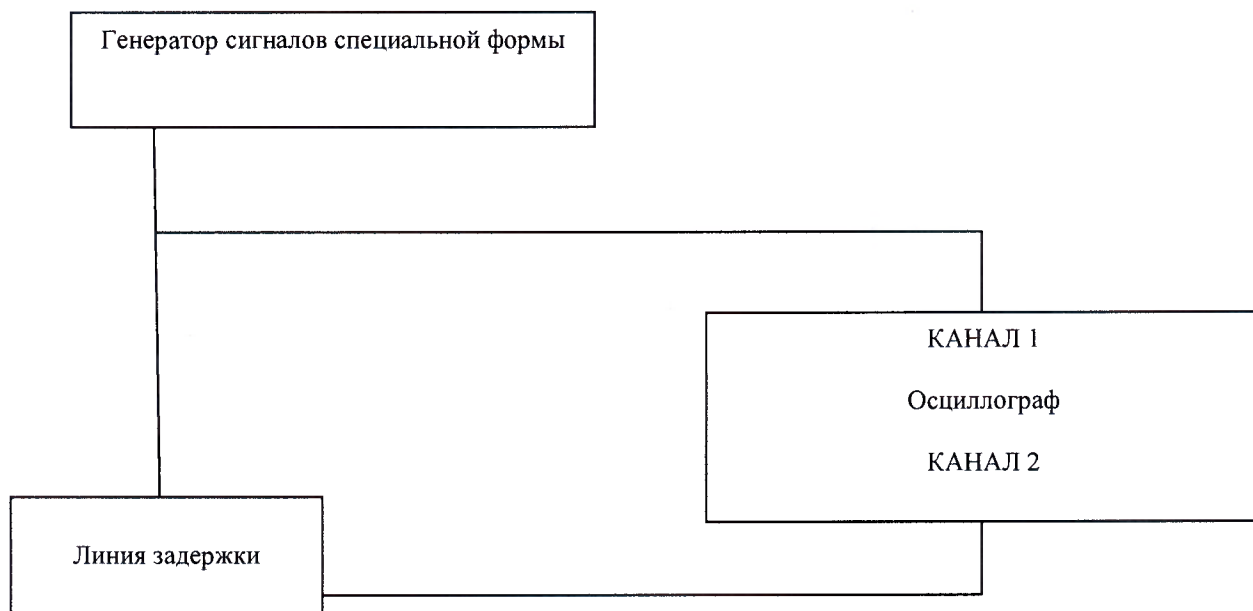 Генератор сигналов специальной формы
КАНАЛ 1
Осциллограф
КАНАЛ 2
Линия задержки